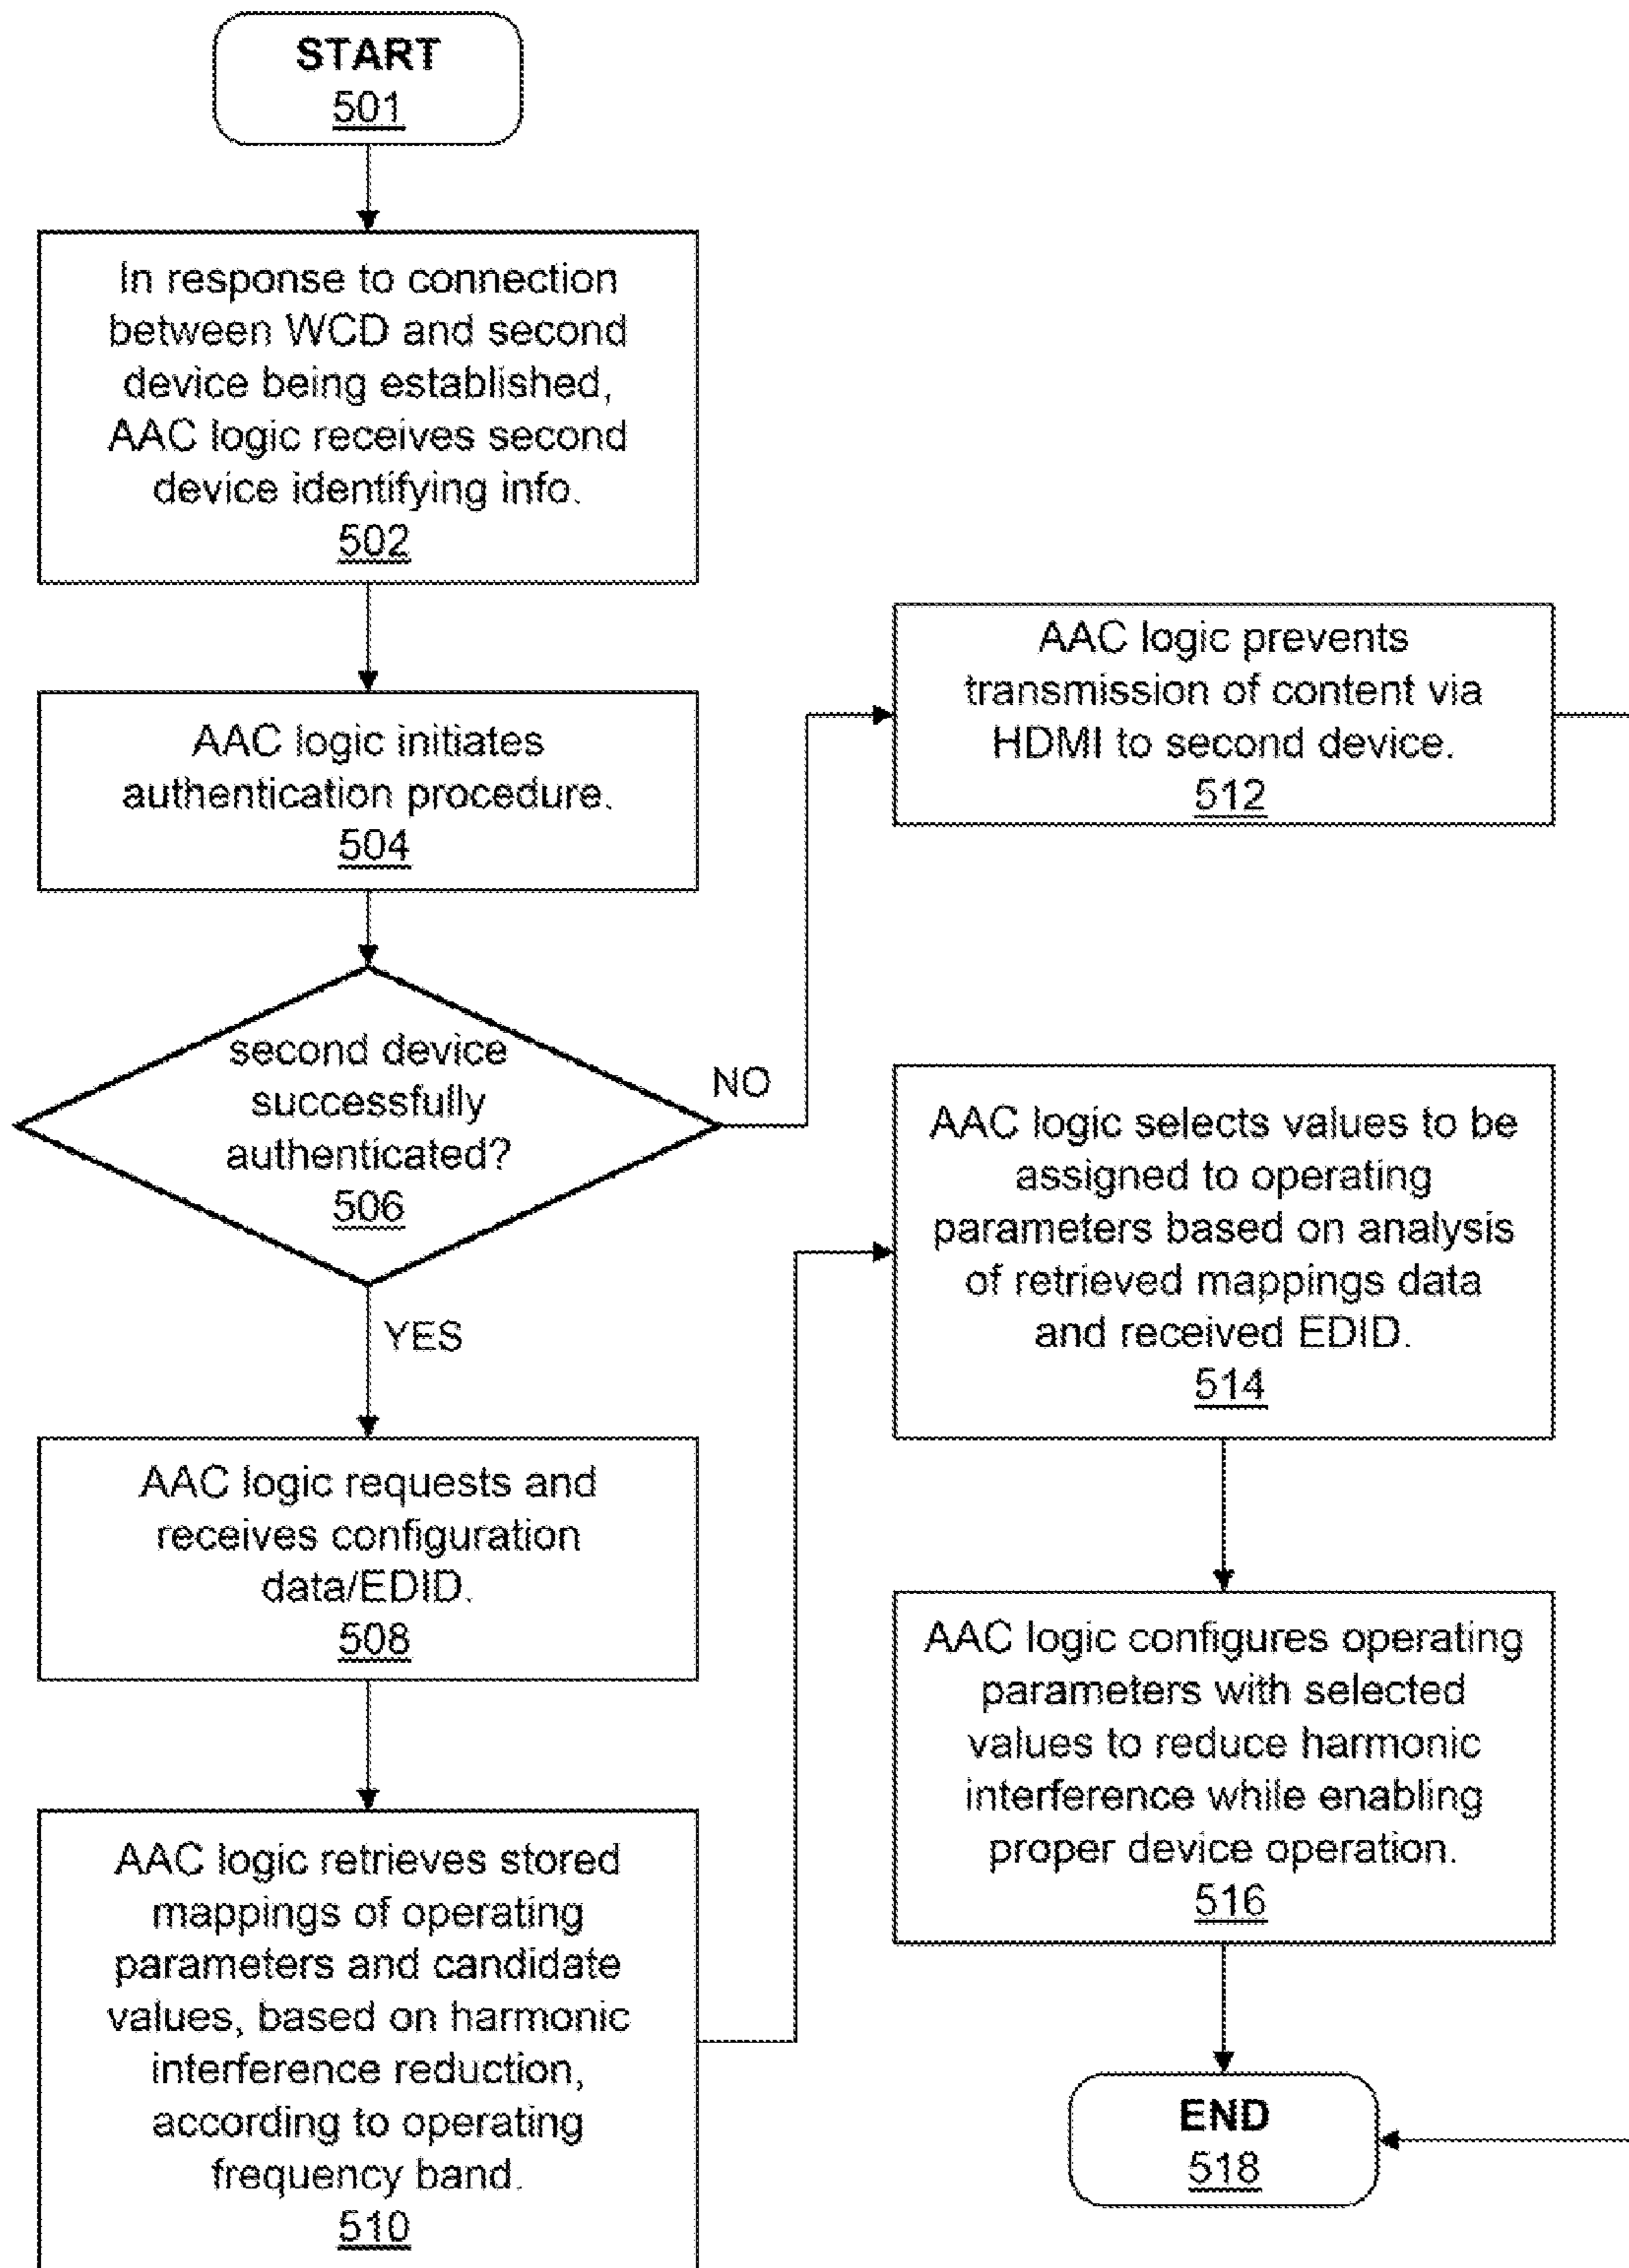 START
501
In response to connection
between WCD and second
device being established,
AAC logic receives second
device identifying info.
502
AAC logic initiates
authentication procedure.
504
second device
successfully
authenticated?
506
NO
YES
AAC logic requests and
receives configuration
data/EDID.
508
AAC logic retrieves stored
mappings of operating
parameters and candidate
values, based on harmonic
interference reduction,
according to operating
frequency band.
510
AAC logic prevents
transmission of content via
HDMI to second device.
512
AAC logic selects values to be
assigned to operating
parameters based on analysis
of retrieved mappings data
and received EDID.
514
AAC logic configures operating
parameters with selected
values to reduce harmonic
interference while enabling
proper device operation.
516
END
518